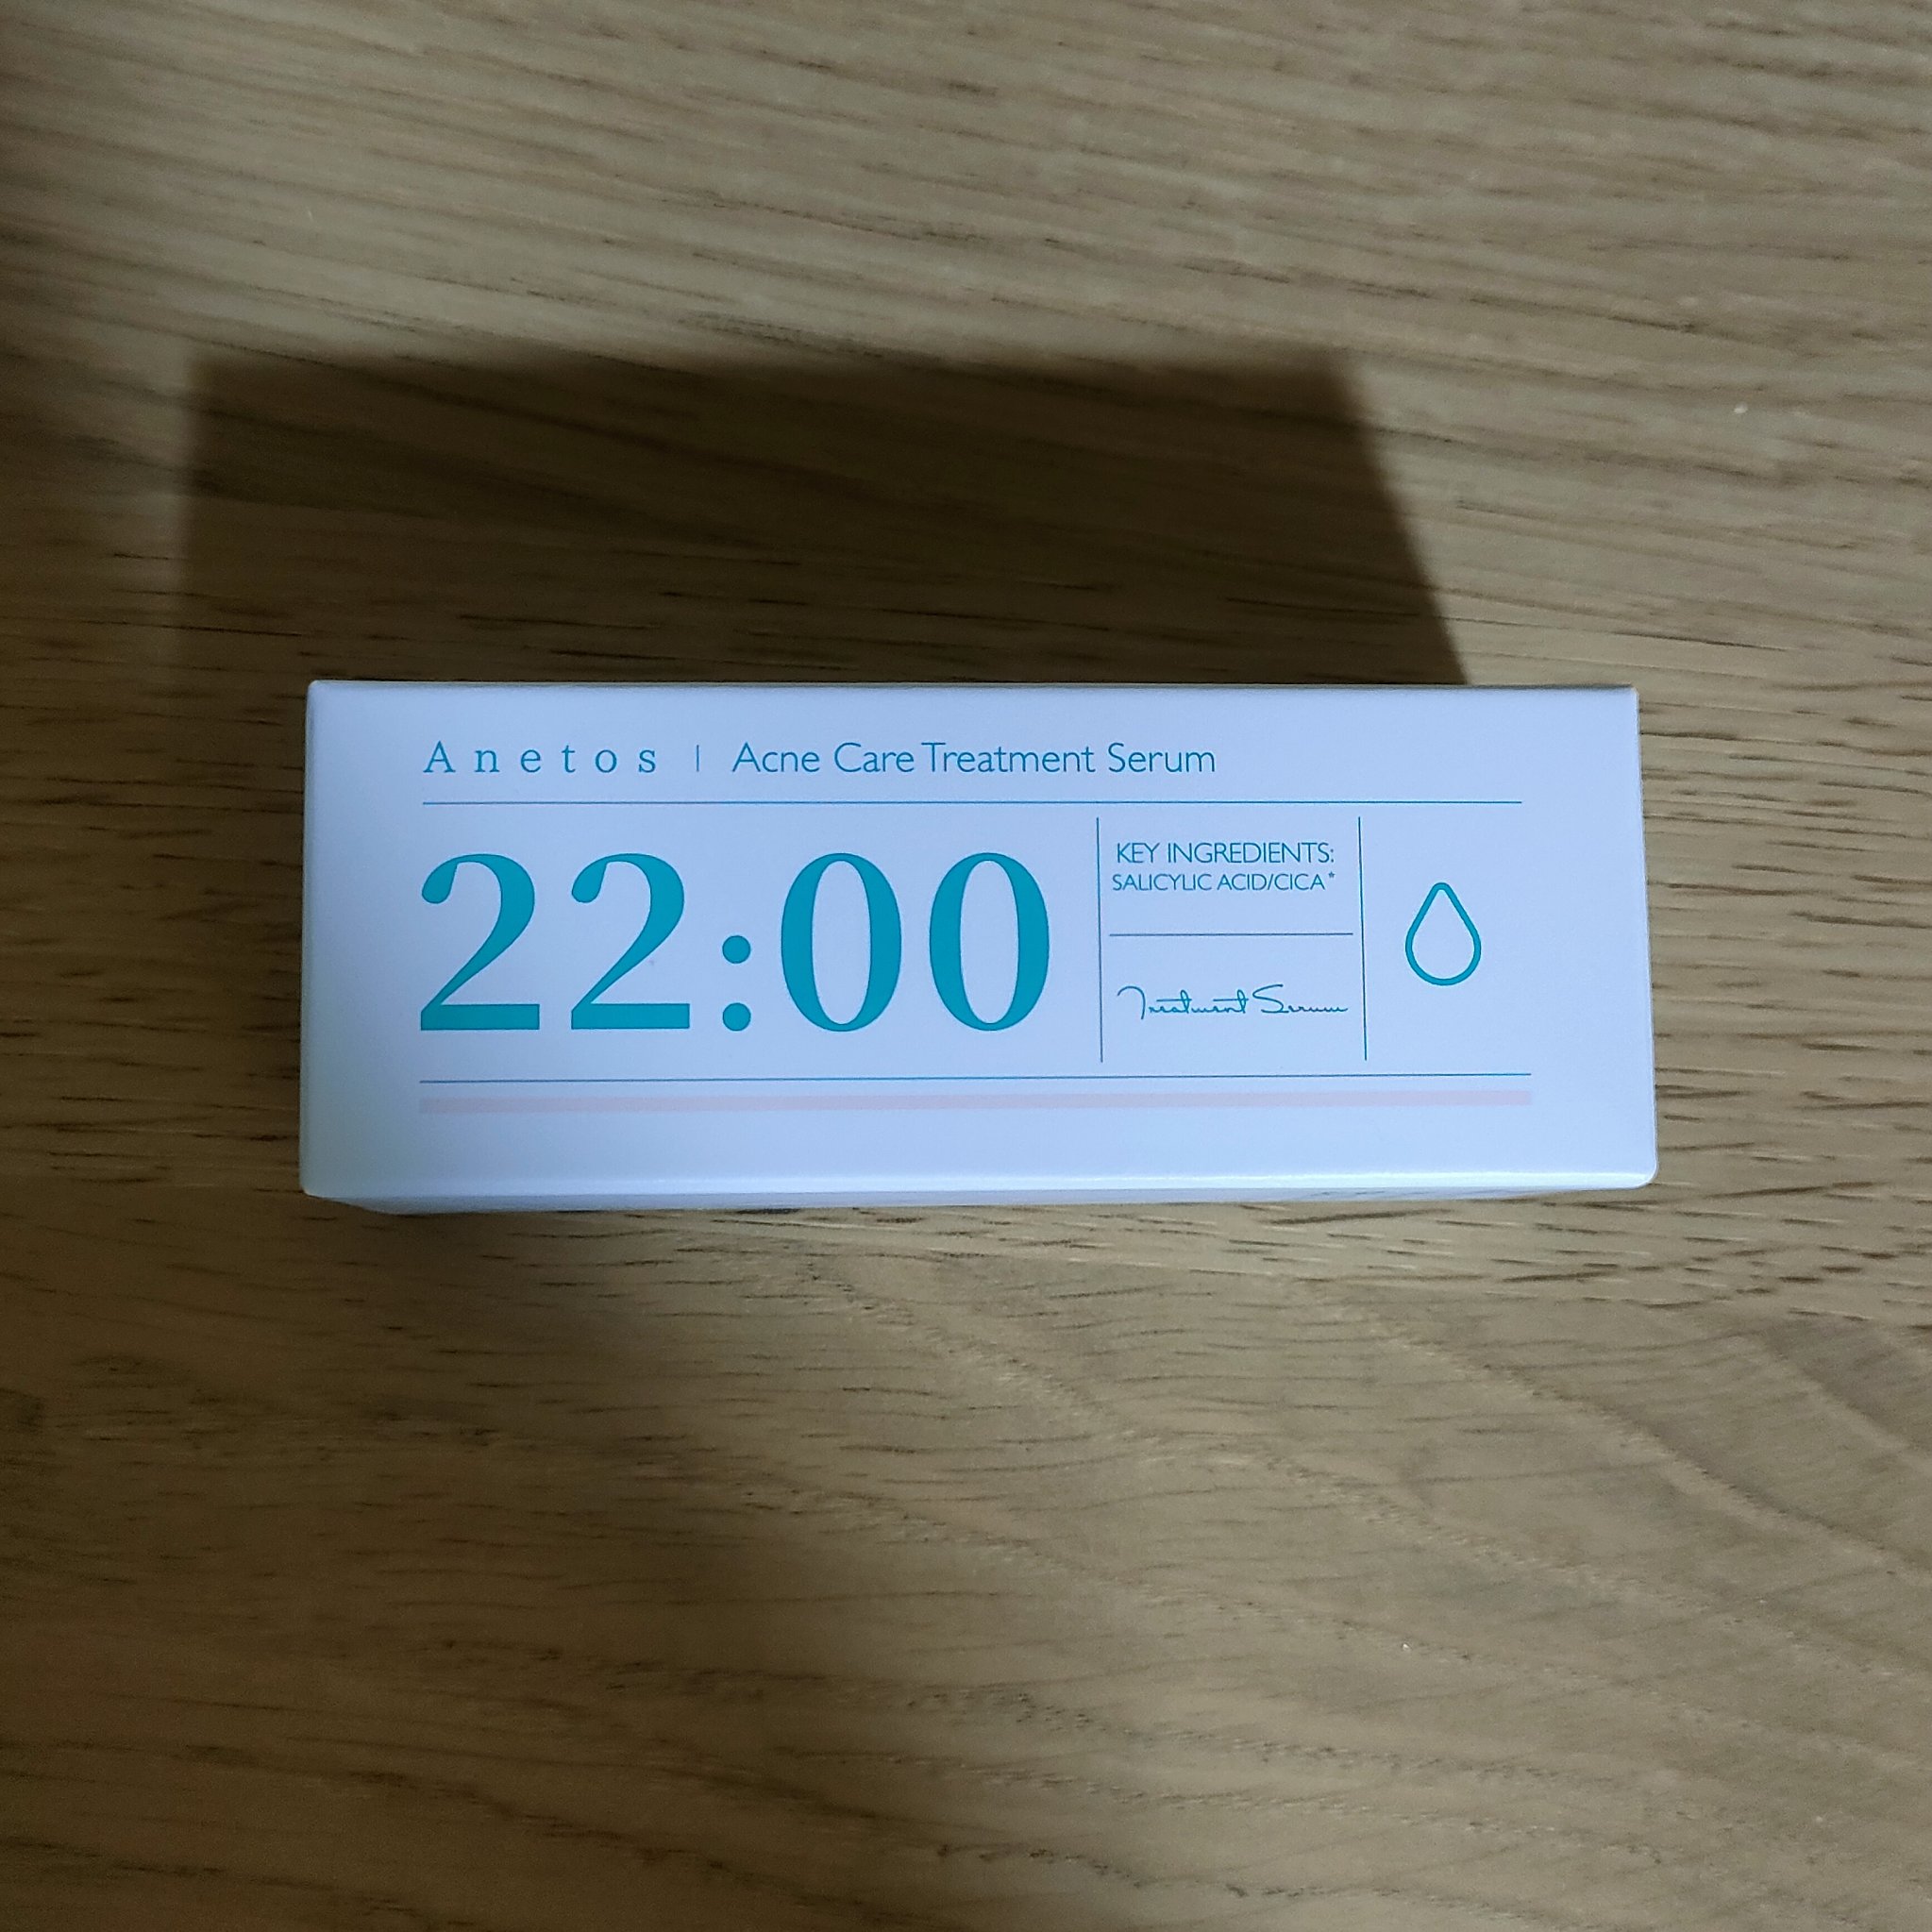 Anetos | Acne Care Treatment Serum
22:00
KEY INGREDIENTS:
SALICYLIC ACID/CICA*
Treatment Serum